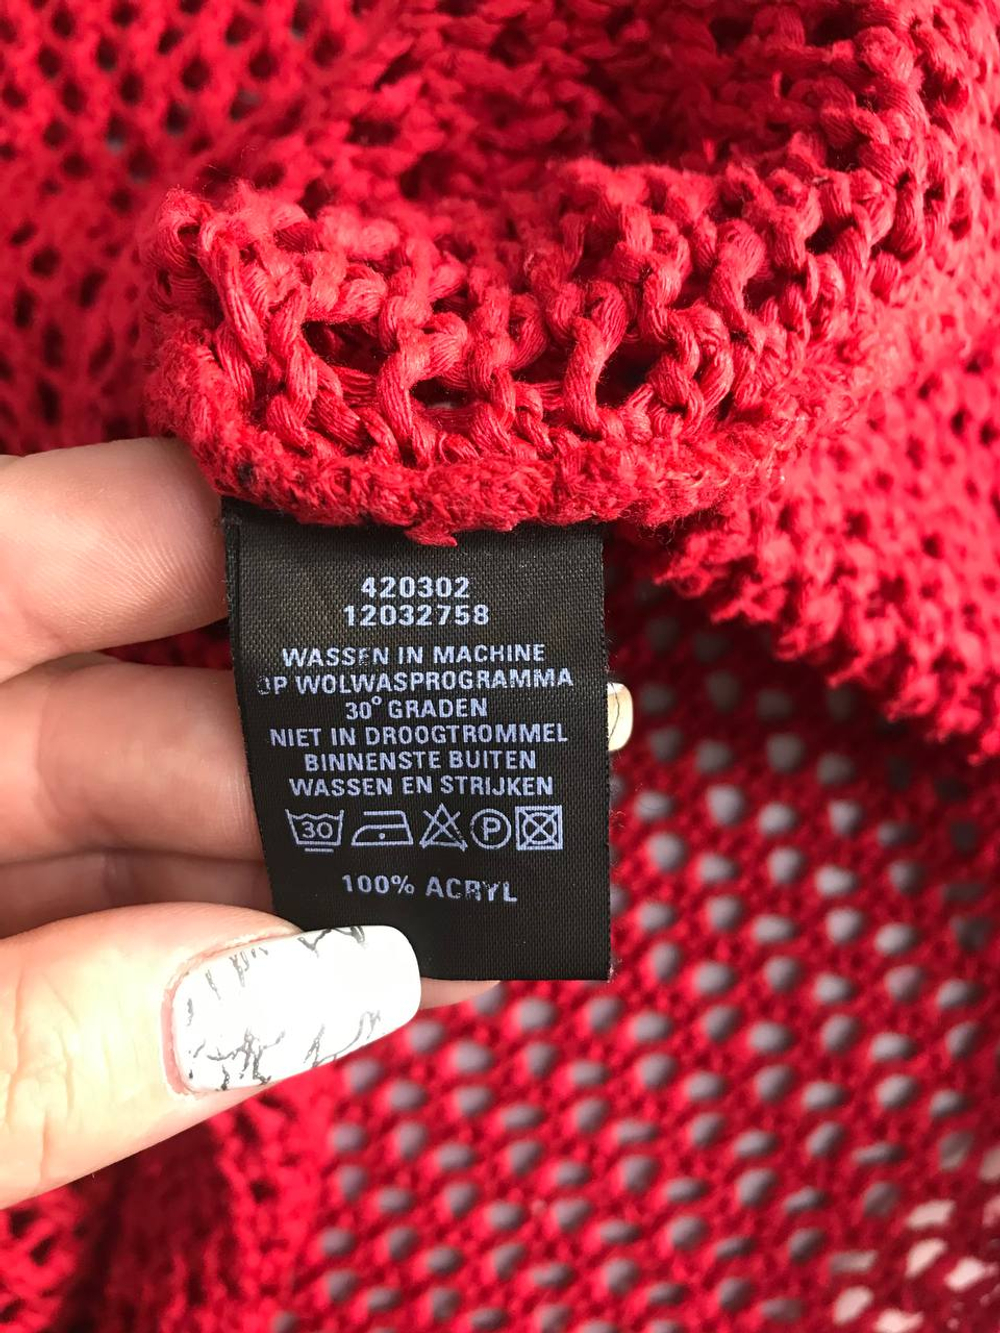 420302
12032758
WASSEN IN MACHINE
OP WOLWASPROGRAMMA
30° GRADEN
NIET IN DROOGTROMMEL
BINNENSTE BUITEN
WASSEN EN STRIJKEN
30 P
100% ACRYL